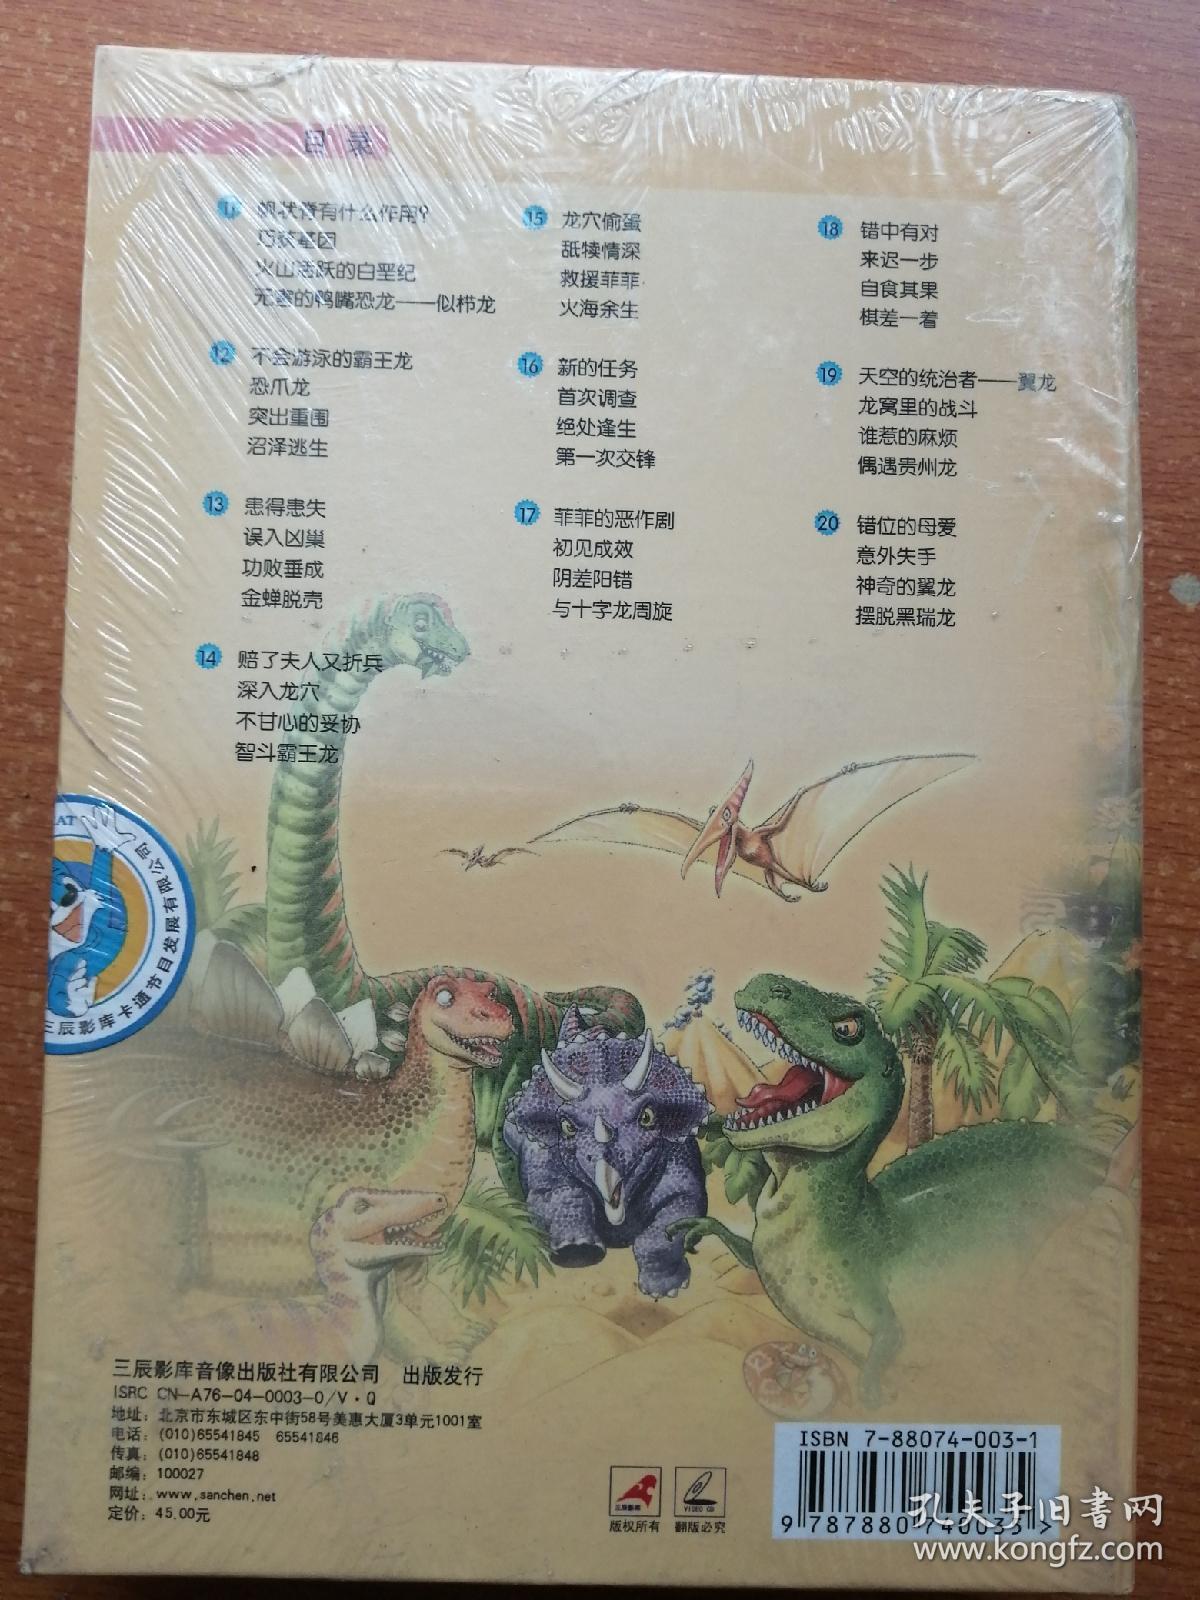 目录
11 帆状脊有什么作用?
巧获基因
火山活跃的白垩纪
无害的鸭嘴恐龙——似栉龙
12 不会游泳的霸王龙
恐爪龙
突出重围
沼泽逃生
13 患得患失
误入凶巢
功败垂成
金蝉脱壳
14 赔了夫人又折兵
深入龙穴
不甘心的妥协
智斗霸王龙
15 龙穴偷蛋
舐犊情深
救援菲菲
火海余生
16 新的任务
首次调查
绝处逢生
第一次交锋
17 菲菲的恶作剧
初见成效
阴差阳错
与十字龙周旋
18 错中有对
来迟一步
自食其果
棋差一着
19 天空的统治者——翼龙
龙窝里的战斗
谁惹的麻烦
偶遇贵州龙
20 错位的母爱
意外失手
神奇的翼龙
摆脱黑瑞龙
三辰影库卡通节目发展有限公司
三辰影库音像出版社有限公司 出版发行
ISRC CN-A76-04-0003-0/V·Q
地址：北京市东城区东中街58号美惠大厦3单元1001室
电话：(010)65541845 65541846
传真：(010)65541848
邮编：100027
网址：www.sanchen.net
定价：45.00元
三辰影库
版权所有
VIDEO CD
翻版必究
ISBN 7-88074-003-1
9 787880 740035 >
孔夫子旧书网
www.kongfz.com